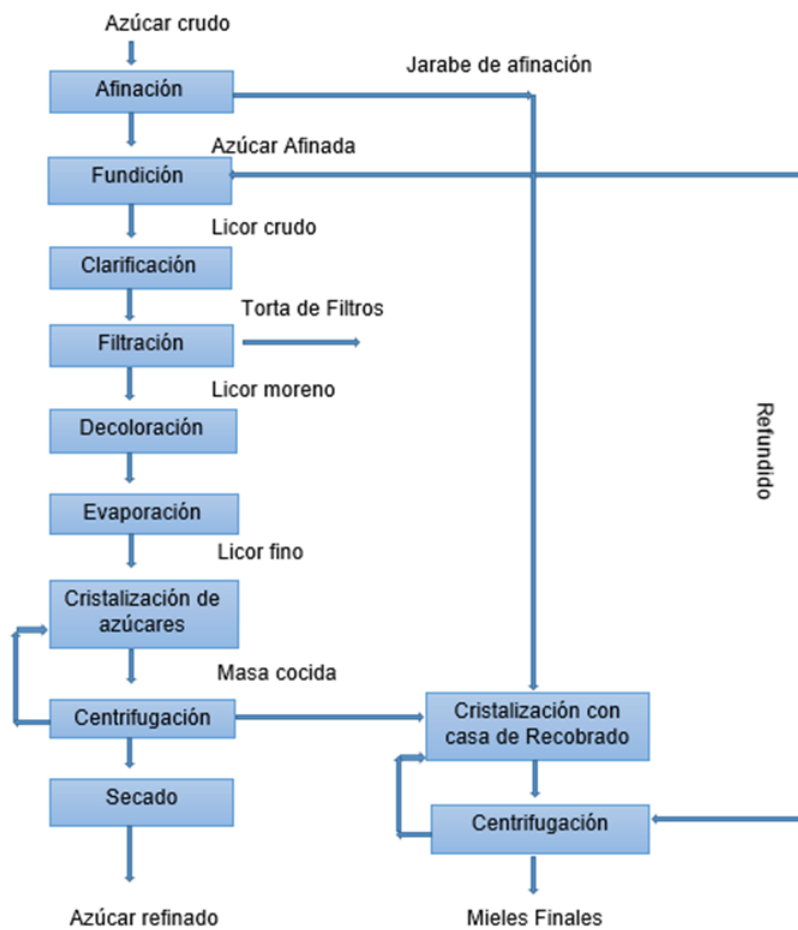 Azúcar crudo
Jarabe de afinación
Afinación
Azúcar Afinada
Fundición
Licor crudo
Clarificación
Torta de Filtros
Filtración
Licor moreno
Decoloración
Refundido
Evaporación
Licor fino
Cristalización de
azúcares
Masa cocida
Centrifugación
Cristalización con
casa de Recobrado
Secado
Centrifugación
Azúcar refinado
Mieles Finales